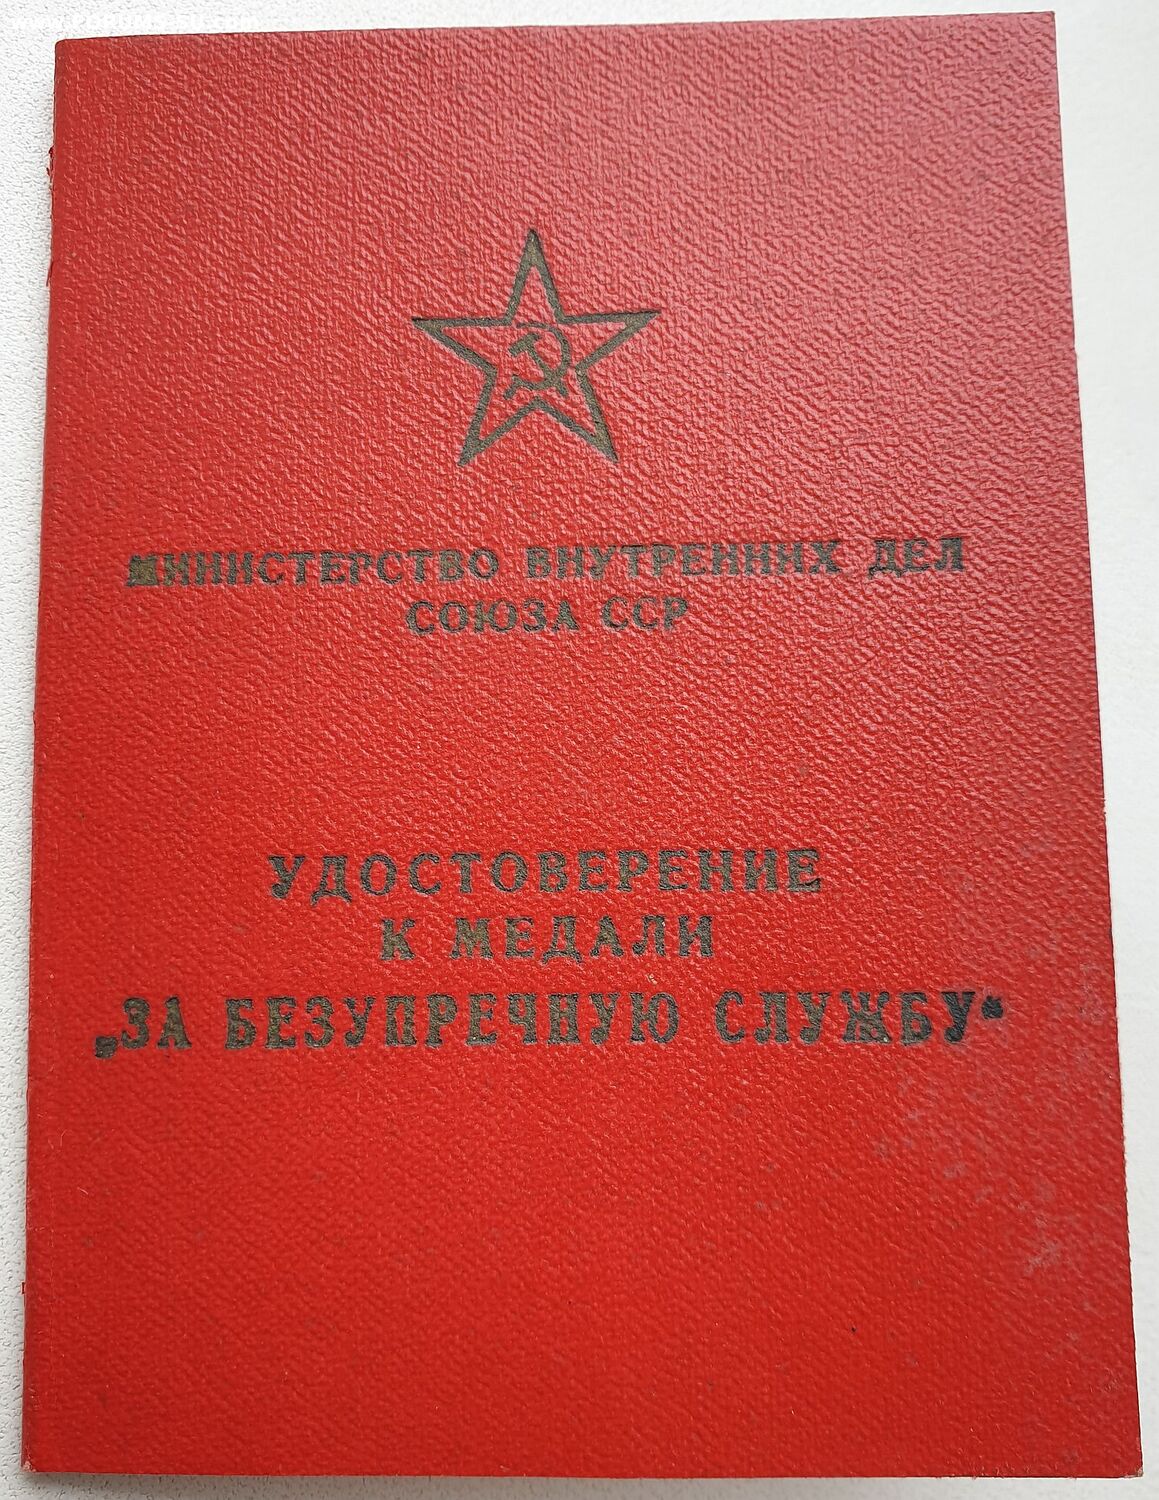 МИНИСТЕРСТВО ВНУТРЕННИХ ДЕЛ
СОЮЗА ССР
УДОСТОВЕРЕНИЕ
К МЕДАЛИ
„ЗА БЕЗУПРЕЧНУЮ СЛУЖБУ“